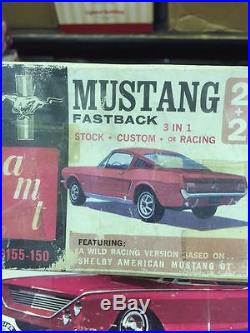 MUSTANG 2+2
FASTBACK
3 IN 1
STOCK • CUSTOM • OR RACING
amt
155-150
FEATURING:
A WILD RACING VERSION BASED ON...
SHELBY AMERICAN MUSTANG GT